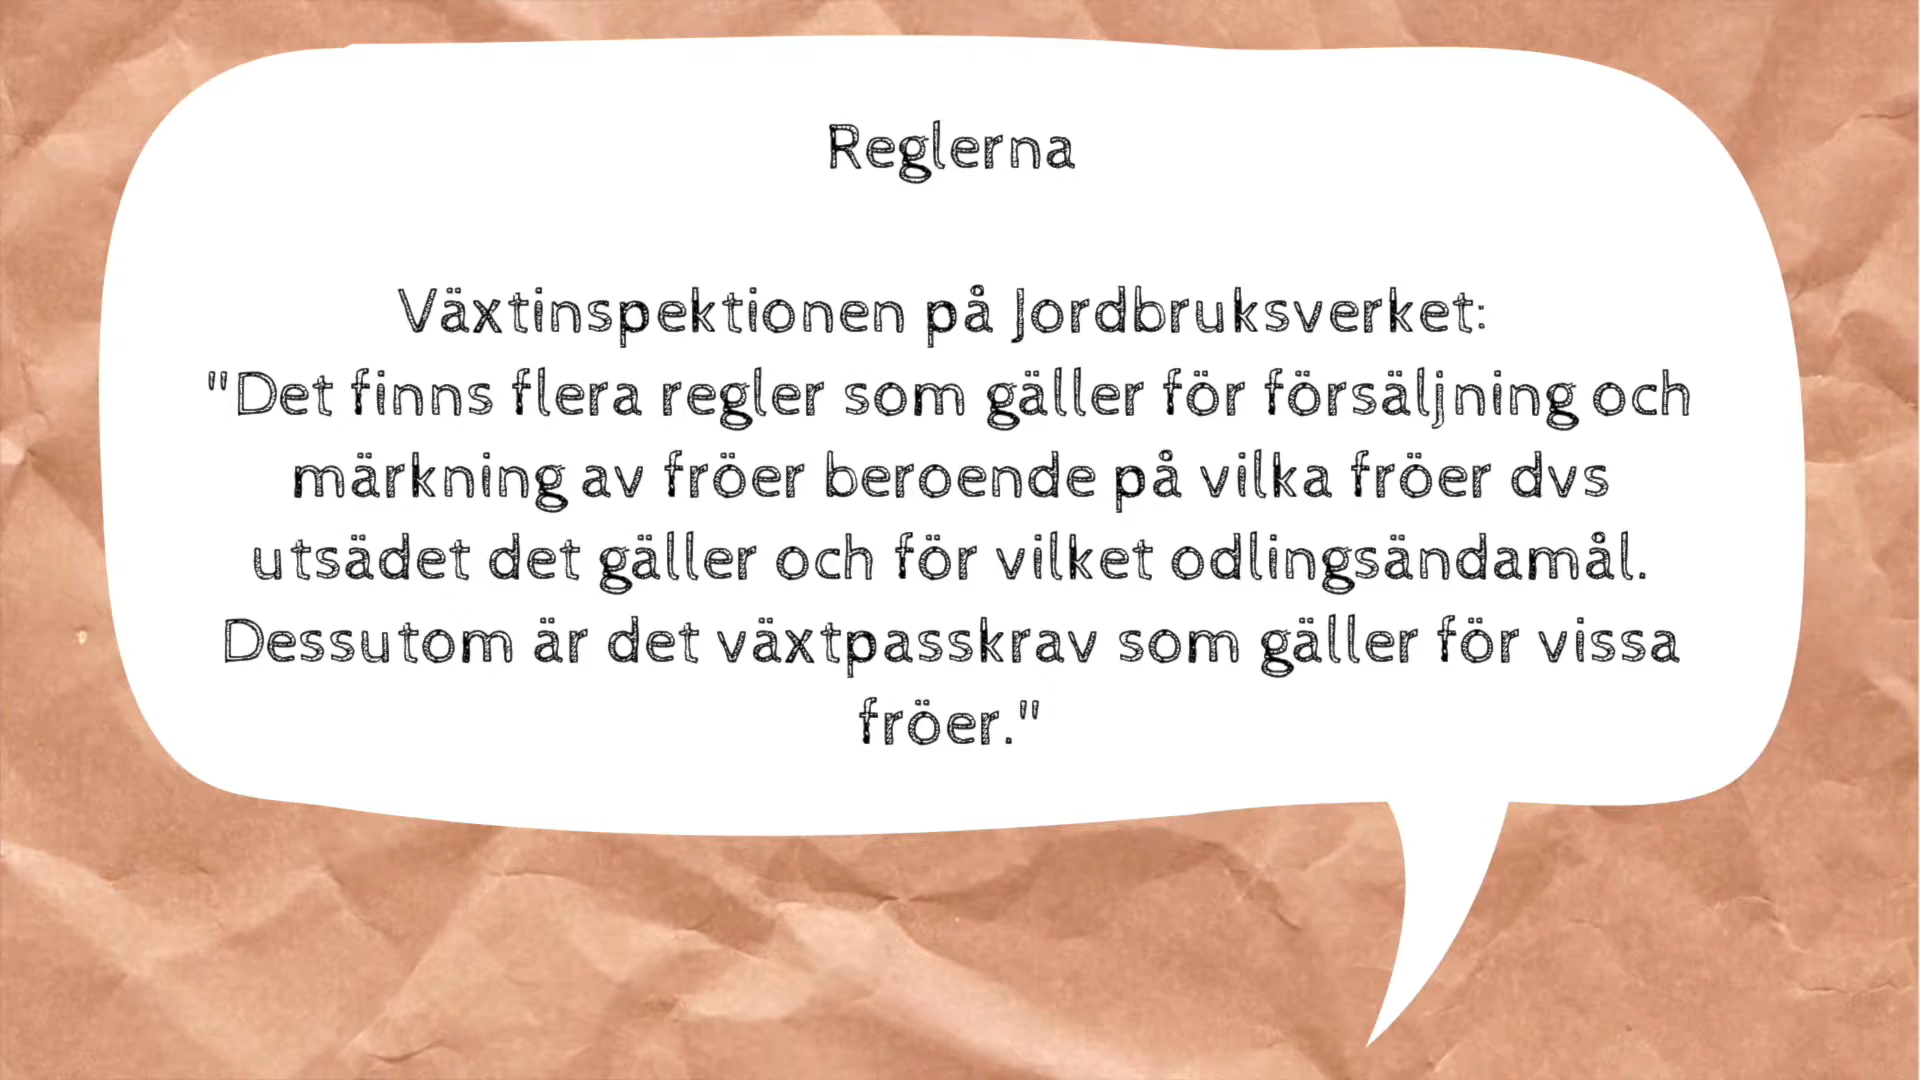 Reglerna
Växtinspektionen på Jordbruksverket:
"Det finns flera regler som gäller för försäljning och
märkning av fröer beroende på vilka fröer dvs
utsädet det gäller och för vilket odlingsändamål.
Dessutom är det växtpasskrav som gäller för vissa
fröer."